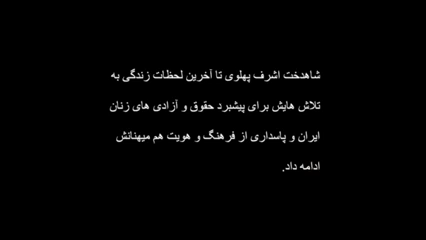 شاهدخت اشرف پهلوی تا آخرین لحظات زندگی به
تلاش هایش برای پیشبرد حقوق و آزادی های زنان
ایران و پاسداری از فرهنگ و هویت هم میهنانش
ادامه داد.